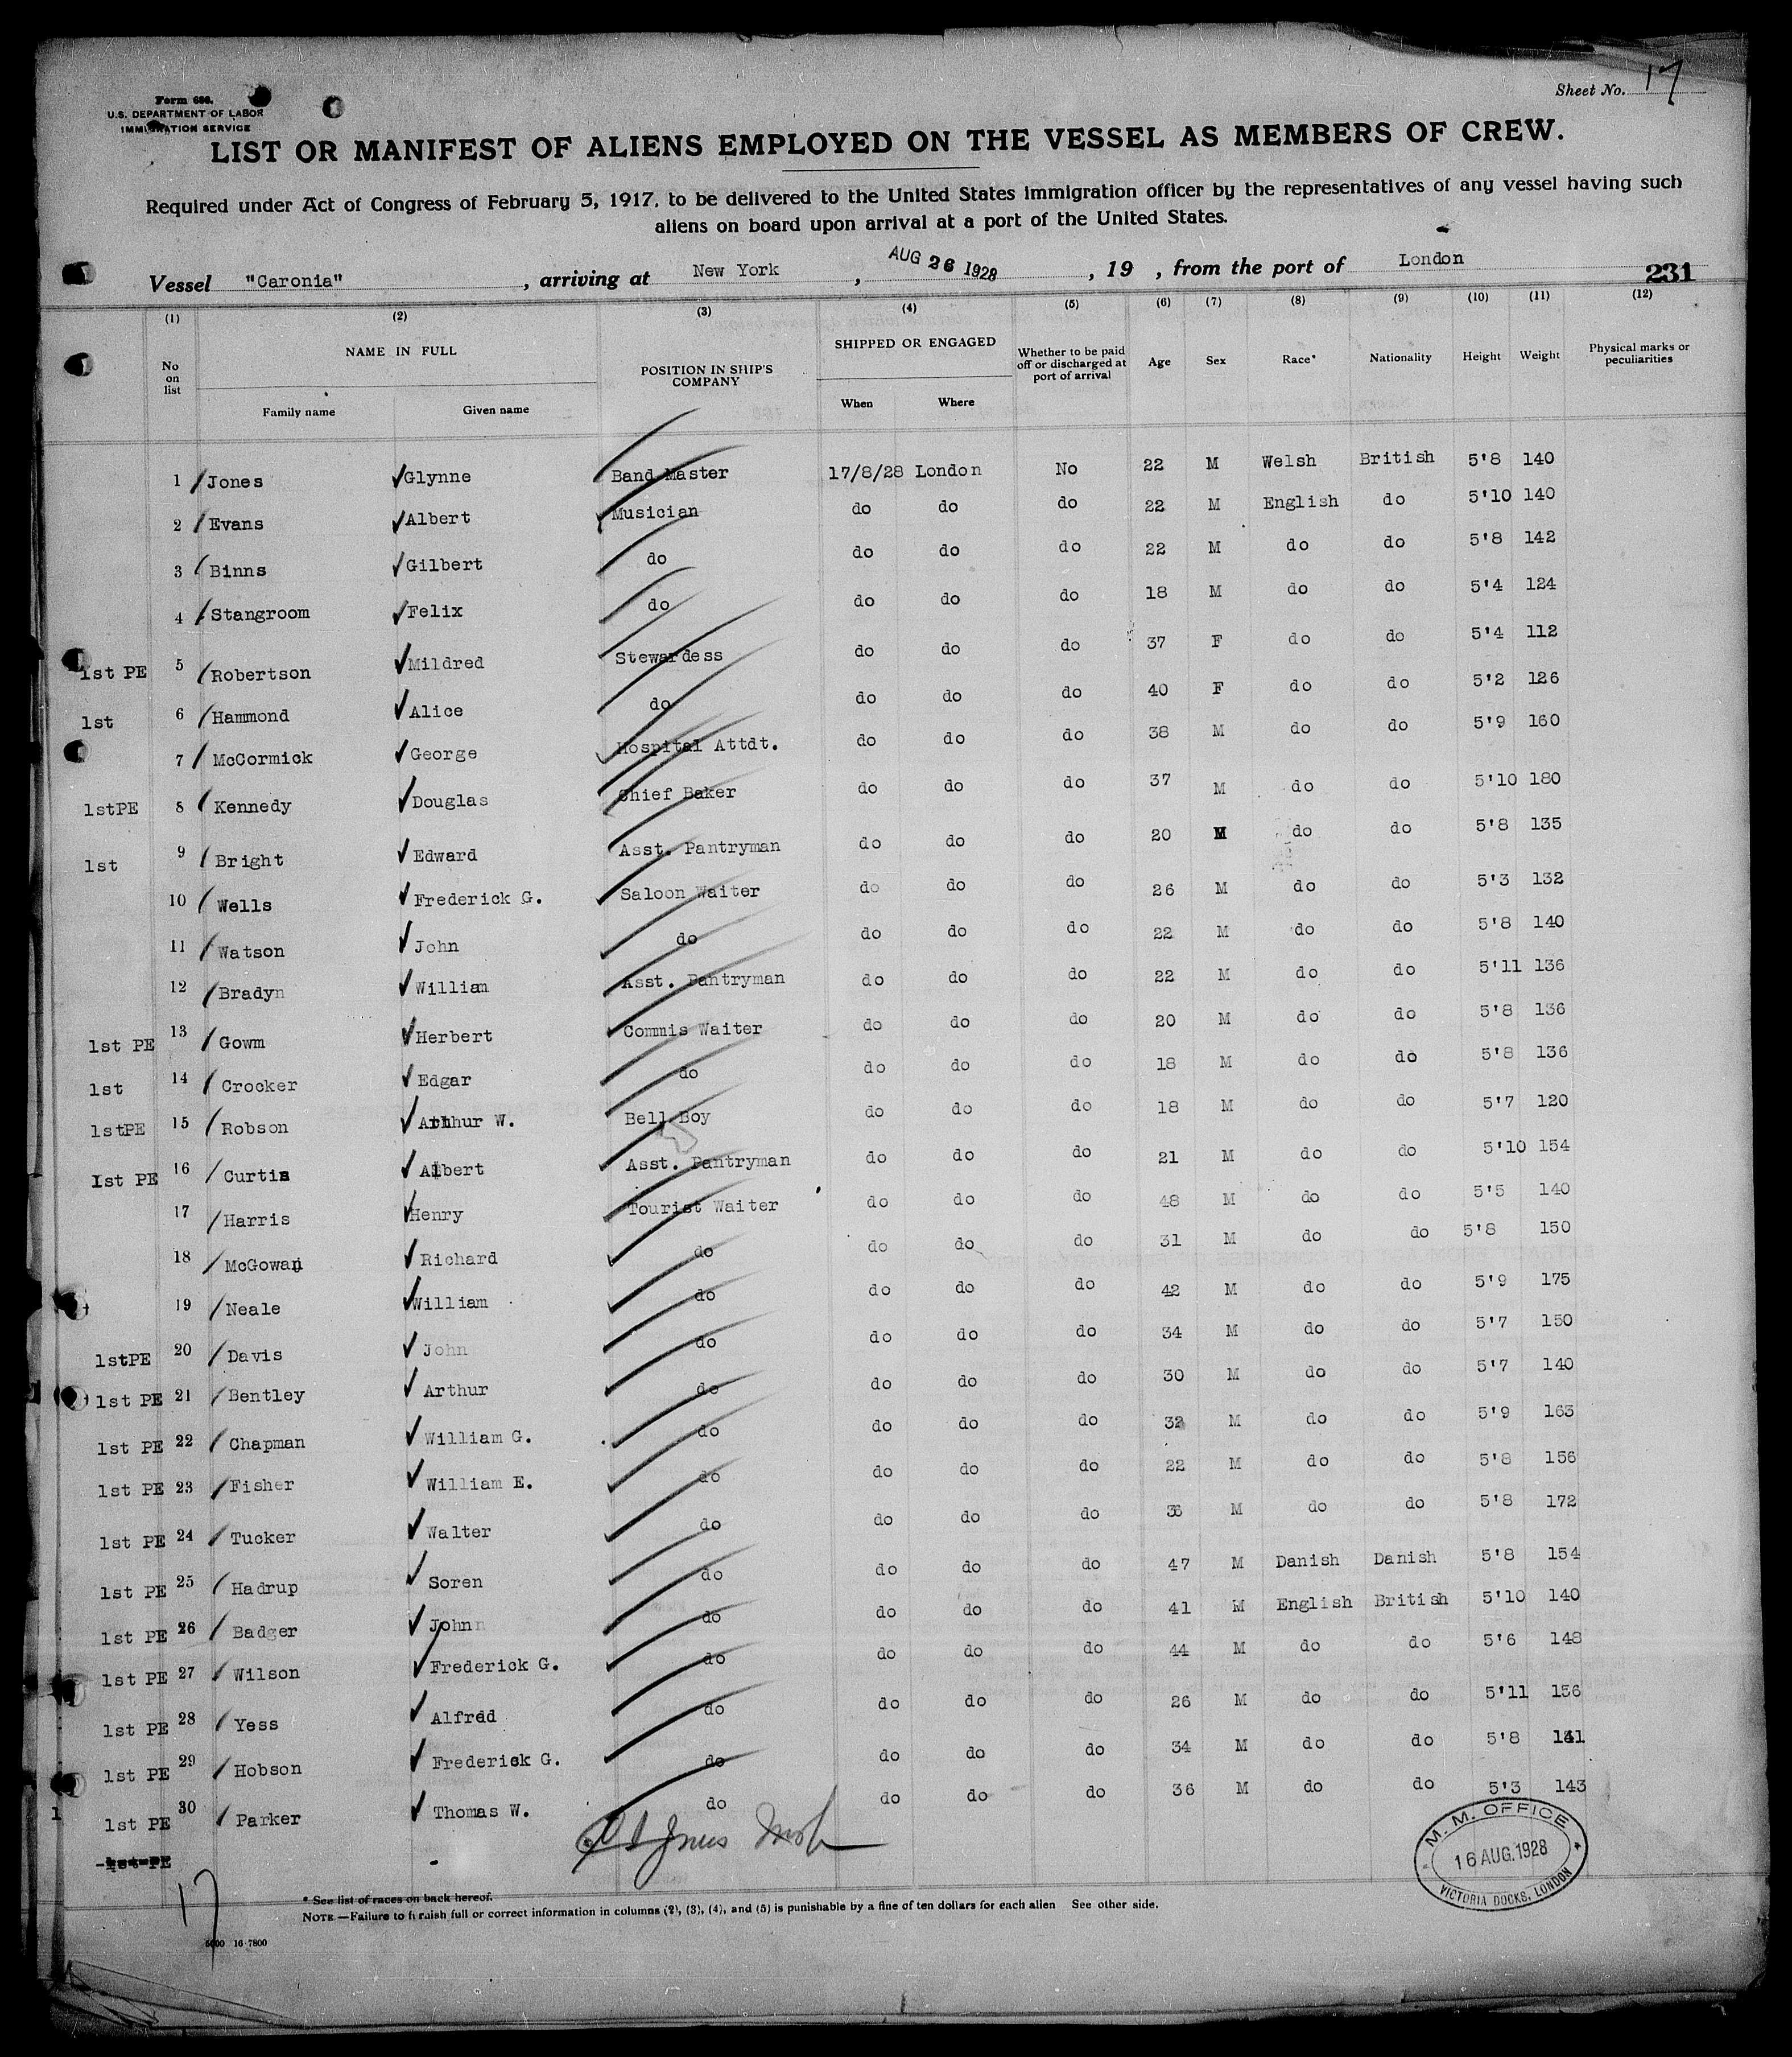 Form 686.
U.S. DEPARTMENT OF LABOR
IMMIGRATION SERVICE
Sheet No. 17
LIST OR MANIFEST OF ALIENS EMPLOYED ON THE VESSEL AS MEMBERS OF CREW.
Required under Act of Congress of February 5, 1917, to be delivered to the United States immigration officer by the representatives of any vessel having such
aliens on board upon arrival at a port of the United States.
Vessel "Caronia" , arriving at New York , AUG 26 1928 , 19 , from the port of London
231
(1) (2) (3) (4) (5) (6) (7) (8) (9) (10) (11) (12)
No on list NAME IN FULL Family name Given name POSITION IN SHIP'S COMPANY SHIPPED OR ENGAGED When Where Whether to be paid off or discharged at port of arrival Age Sex Race* Nationality Height Weight Physical marks or peculiarities
1 Jones Glynne Band Master 17/8/28 London No 22 M Welsh British 5'8 140
2 Evans Albert Musician do do do 22 M English do 5'10 140
3 Binns Gilbert do do do do 22 M do do 5'8 142
4 Stangroom Felix do do do do 18 M do do 5'4 124
1st PE 5 Robertson Mildred Stewardess do do do 37 F do do 5'4 112
1st 6 Hammond Alice do do do do 40 F do do 5'2 126
7 McCormick George Hospital Attdt. do do do 38 M do do 5'9 160
1stPE 8 Kennedy Douglas Chief Baker do do do 37 M do do 5'10 180
1st 9 Bright Edward Asst. Pantryman do do do 20 M do do 5'8 135
10 Wells Frederick G. Saloon Waiter do do do 26 M do do 5'3 132
11 Watson John do do do do 22 M do do 5'8 140
12 Bradyn William Asst. Pantryman do do do 22 M do do 5'11 136
1st PE 13 Gowm Herbert Commis Waiter do do do 20 M do do 5'8 136
1st 14 Crocker Edgar do do do do 18 M do do 5'8 136
1stPE 15 Robson Arthur W. Bell Boy do do do 18 M do do 5'7 120
1st PE 16 Curtis Albert Asst. Pantryman do do do 21 M do do 5'10 154
17 Harris Henry Tourist Waiter do do do 48 M do do 5'5 140
18 McGowan Richard do do do do 31 M do do 5'8 150
19 Neale William do do do do 42 M do do 5'9 175
1stPE 20 Davis John do do do do 34 M do do 5'7 150
1st PE 21 Bentley Arthur do do do do 30 M do do 5'7 140
1st PE 22 Chapman William G. do do do do 32 M do do 5'9 163
1st PE 23 Fisher William E. do do do do 22 M do do 5'8 156
1st PE 24 Tucker Walter do do do do 36 M do do 5'8 172
1st PE 25 Hadrup Soren do do do do 47 M Danish Danish 5'8 154
1st PE 26 Badger Johnn do do do do 41 M English British 5'10 140
1st PE 27 Wilson Frederick G. do do do do 44 M do do 5'6 148
1st PE 28 Yess Alfred do do do do 26 M do do 5'11 156
1st PE 29 Hobson Frederick G. do do do do 34 M do do 5'8
1st PE 30 Parker Thomas W. do do do do 36 M do do 5'3 143
1st PE
M. M. OFFICE
16 AUG. 1928
VICTORIA DOCKS, LONDON
17
* See list of races on back hereof.
NOTE.—Failure to furnish full or correct information in columns (2), (3), (4), and (5) is punishable by a fine of ten dollars for each alien See other side.
16-7800